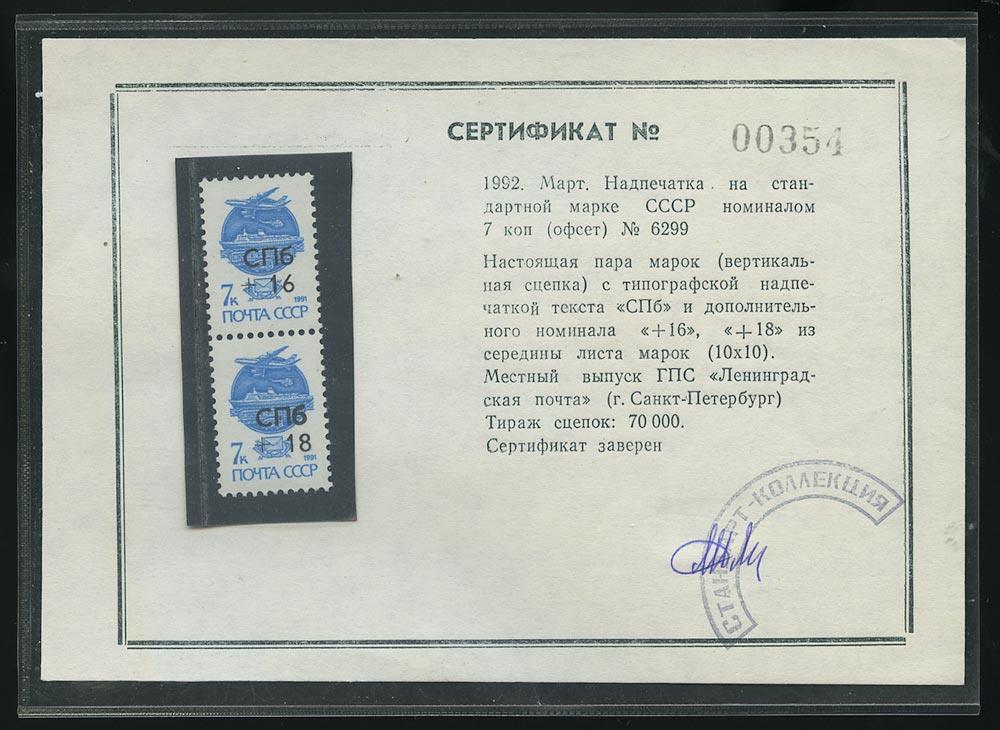 СЕРТИФИКАТ № 00354
1992. Март. Надпечатка на стан-
дартной марке СССР номиналом
7 коп (офсет) № 6299
Настоящая пара марок (вертикаль-
ная сцепка) с типографской надпе-
чаткой текста «СПб» и дополнитель-
ного номинала «+16», «+18» из
середины листа марок (10х10).
Местный выпуск ГПС «Ленинград-
ская почта» (г. Санкт-Петербург)
Тираж сцепок: 70 000.
Сертификат заверен
СПб
+ 16
7к 1991
ПОЧТА СССР
СПб
+ 18
7к 1991
ПОЧТА СССР
СТАНДАРТ-КОЛЛЕКЦИЯ